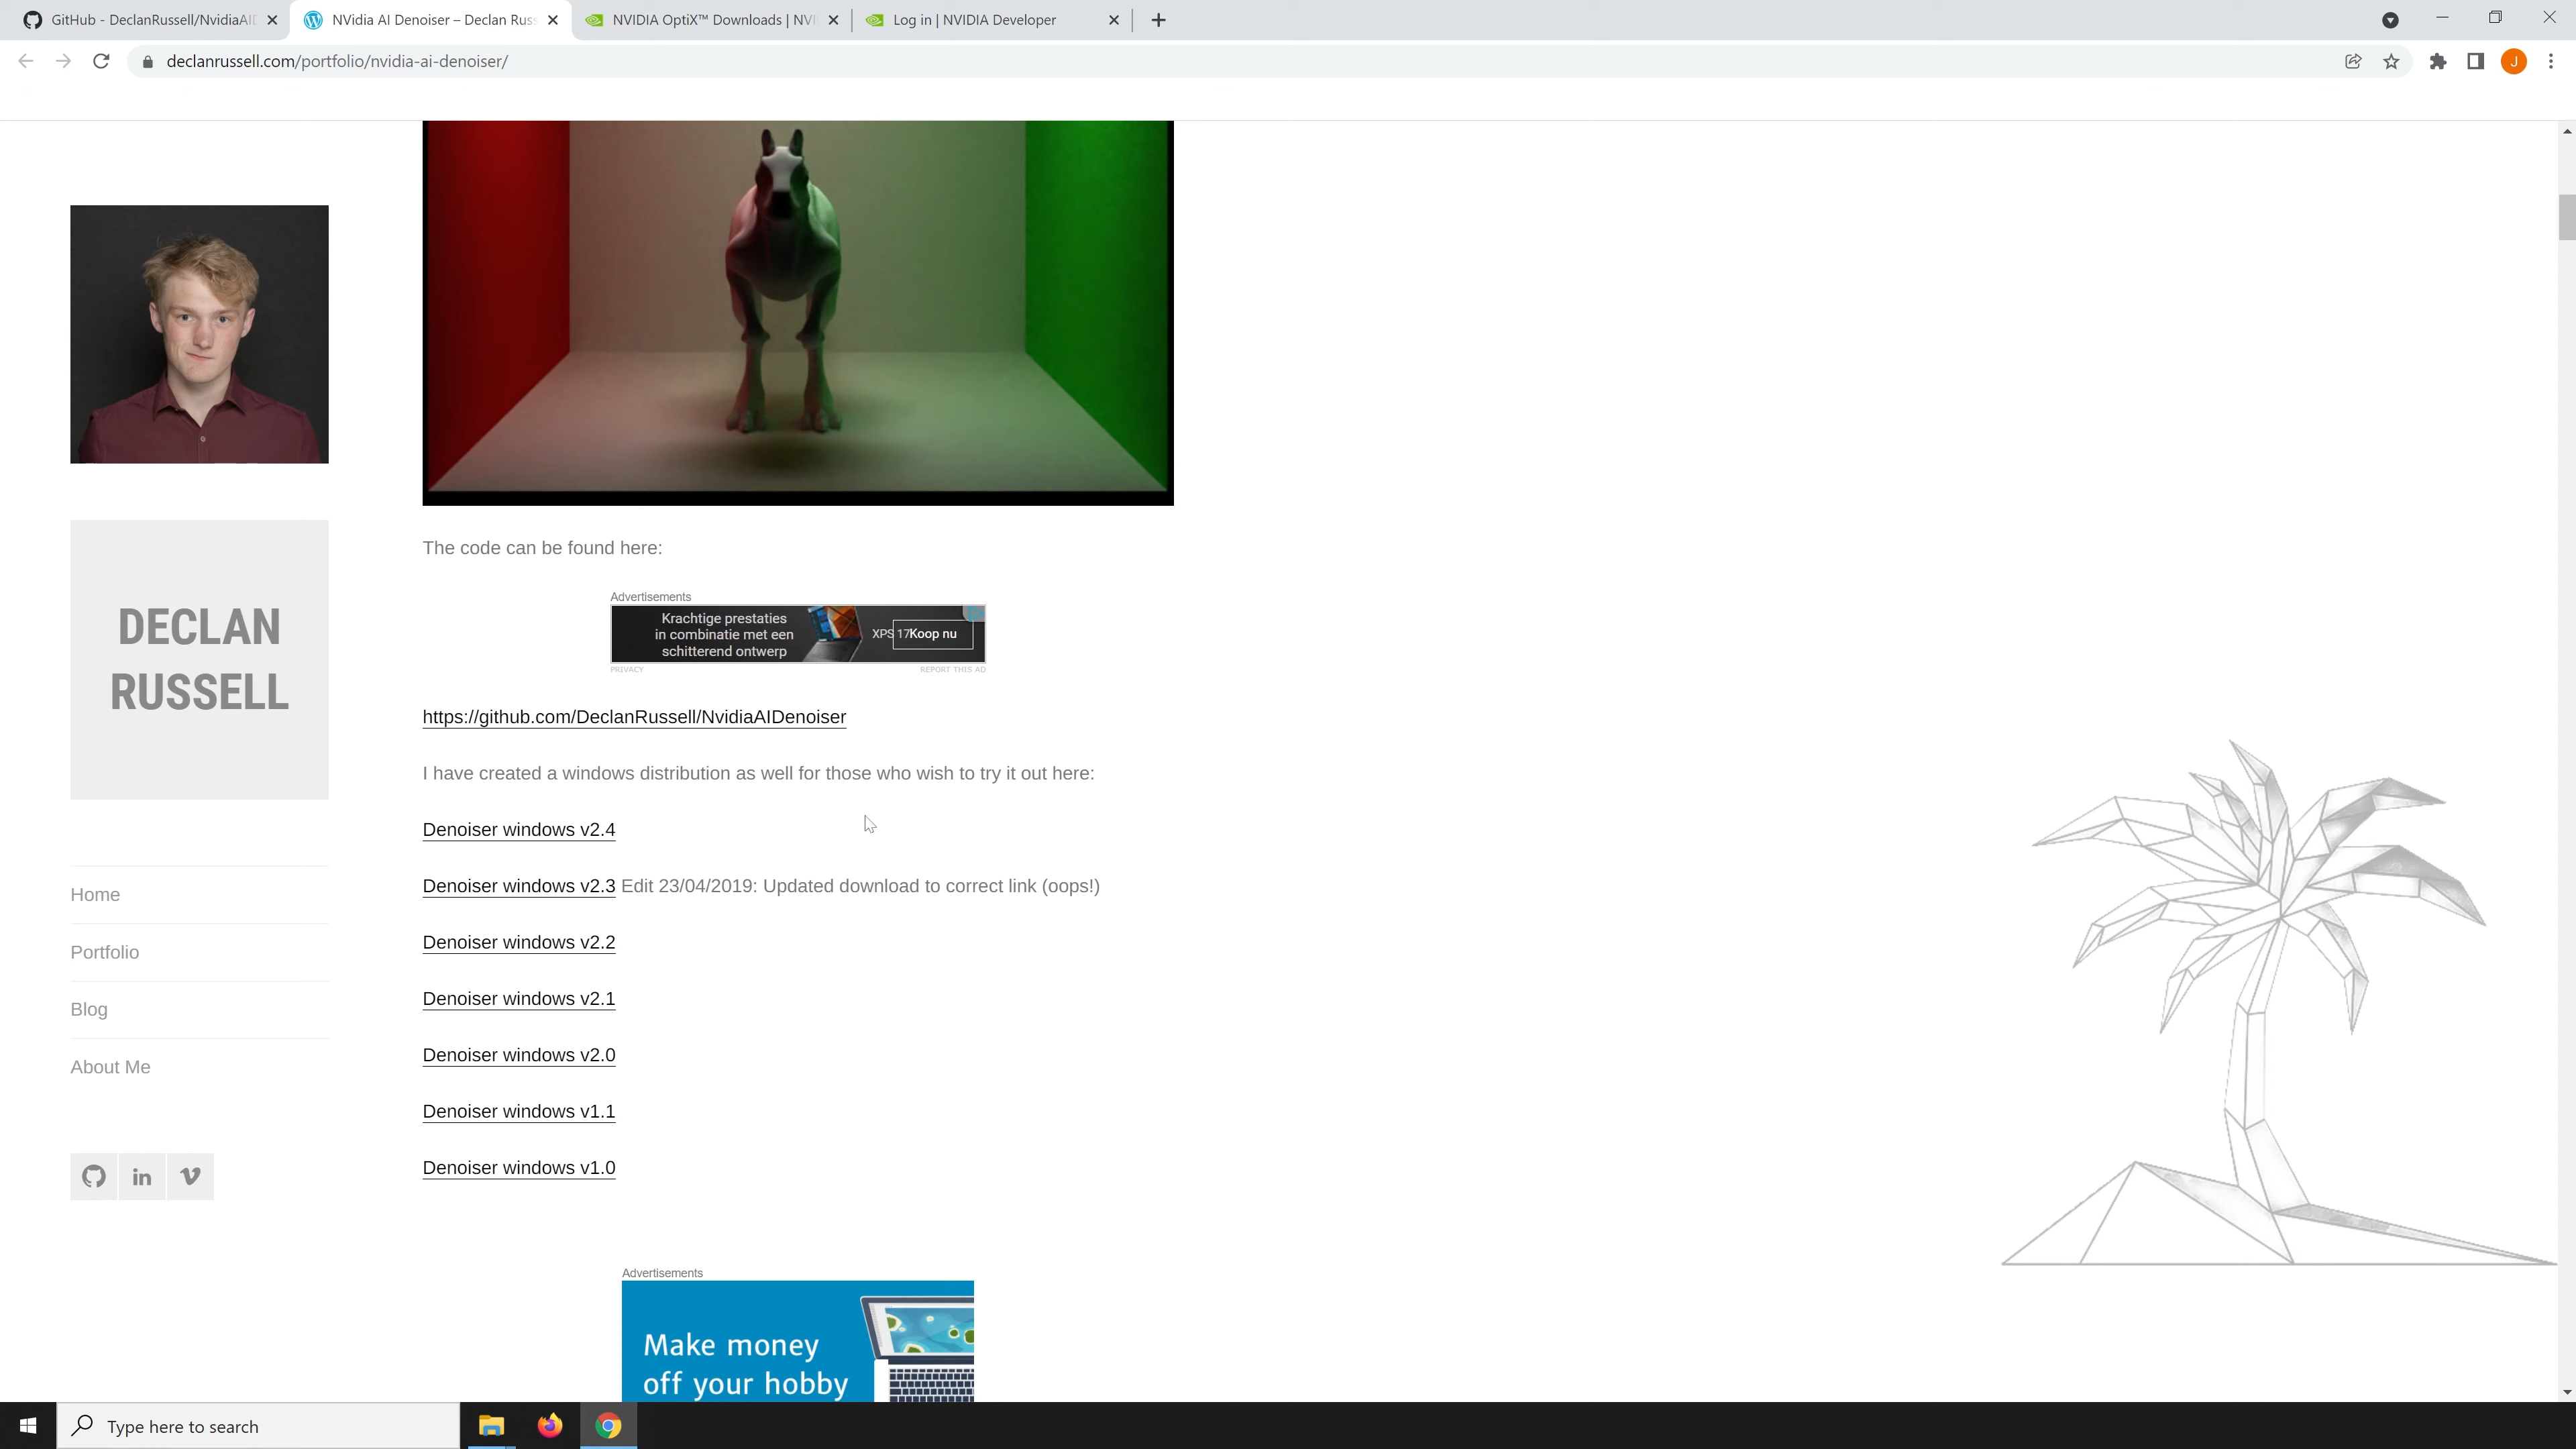 GitHub - DeclanRussell/NvidiaAID
NVidia AI Denoiser – Declan Russ
NVIDIA OptiX™ Downloads | NVI
Log in | NVIDIA Developer
declanrussell.com/portfolio/nvidia-ai-denoiser/
J
DECLAN
RUSSELL
Home
Portfolio
Blog
About Me
in
The code can be found here:
Advertisements
Krachtige prestaties
in combinatie met een
schitterend ontwerp
XPS 17
Koop nu
PRIVACY
REPORT THIS AD
https://github.com/DeclanRussell/NvidiaAIDenoiser
I have created a windows distribution as well for those who wish to try it out here:
Denoiser windows v2.4
Denoiser windows v2.3 Edit 23/04/2019: Updated download to correct link (oops!)
Denoiser windows v2.2
Denoiser windows v2.1
Denoiser windows v2.0
Denoiser windows v1.1
Denoiser windows v1.0
Advertisements
Make money
off your hobby
Type here to search